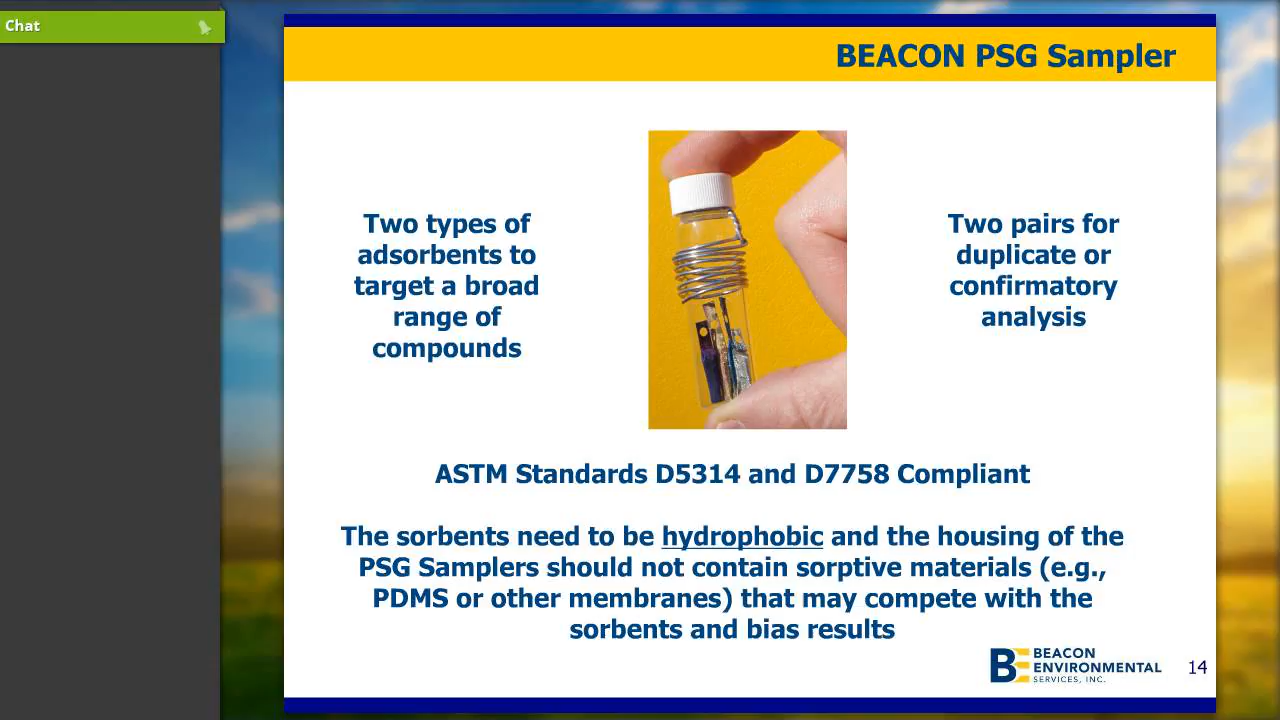 Chat
BEACON PSG Sampler
Two types of
adsorbents to
target a broad
range of
compounds
Two pairs for
duplicate or
confirmatory
analysis
ASTM Standards D5314 and D7758 Compliant
The sorbents need to be hydrophobic and the housing of the
PSG Samplers should not contain sorptive materials (e.g.,
PDMS or other membranes) that may compete with the
sorbents and bias results
BE BEACON
ENVIRONMENTAL
SERVICES, INC.
14